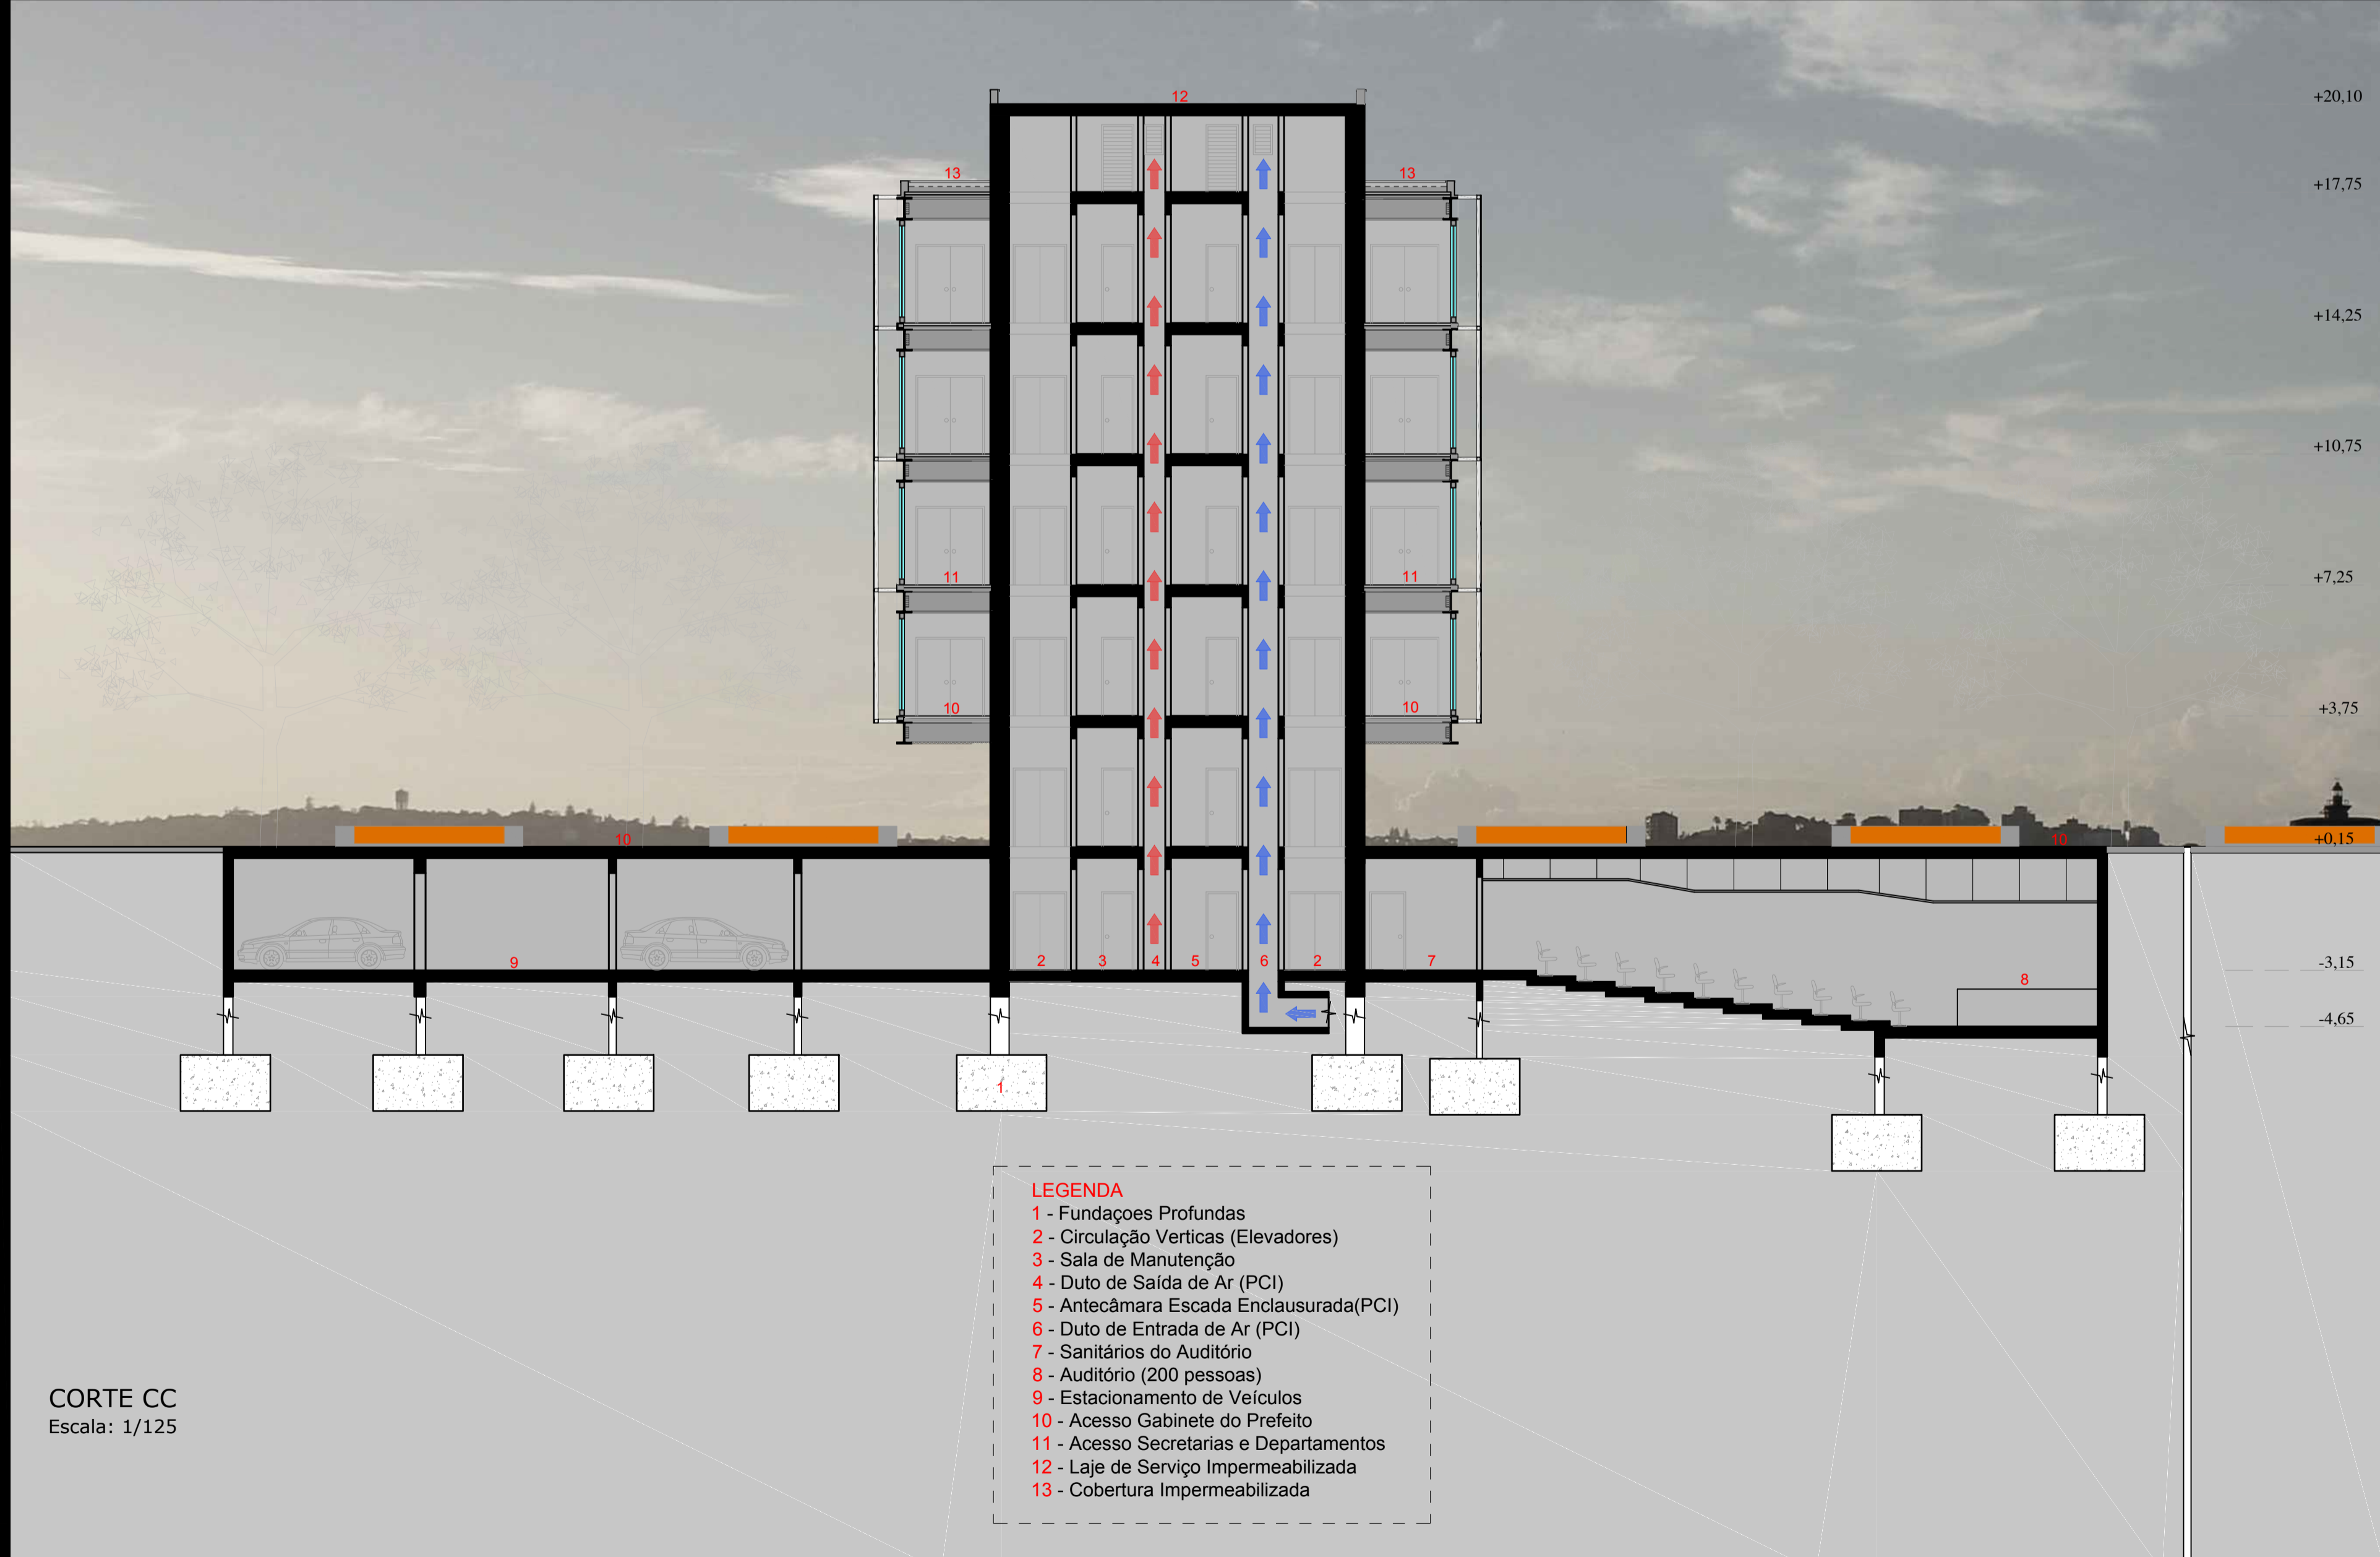 12
+20,10
13
13
+17,75
+14,25
+10,75
11
11
+7,25
10
10
+3,75
10
10
+0,15
9
2
3
4
5
6
2
7
8
-3,15
-4,65
1
LEGENDA
1 - Fundaçoes Profundas
2 - Circulação Verticas (Elevadores)
3 - Sala de Manutenção
4 - Duto de Saída de Ar (PCI)
5 - Antecâmara Escada Enclausurada(PCI)
6 - Duto de Entrada de Ar (PCI)
7 - Sanitários do Auditório
8 - Auditório (200 pessoas)
9 - Estacionamento de Veículos
10 - Acesso Gabinete do Prefeito
11 - Acesso Secretarias e Departamentos
12 - Laje de Serviço Impermeabilizada
13 - Cobertura Impermeabilizada
CORTE CC
Escala: 1/125